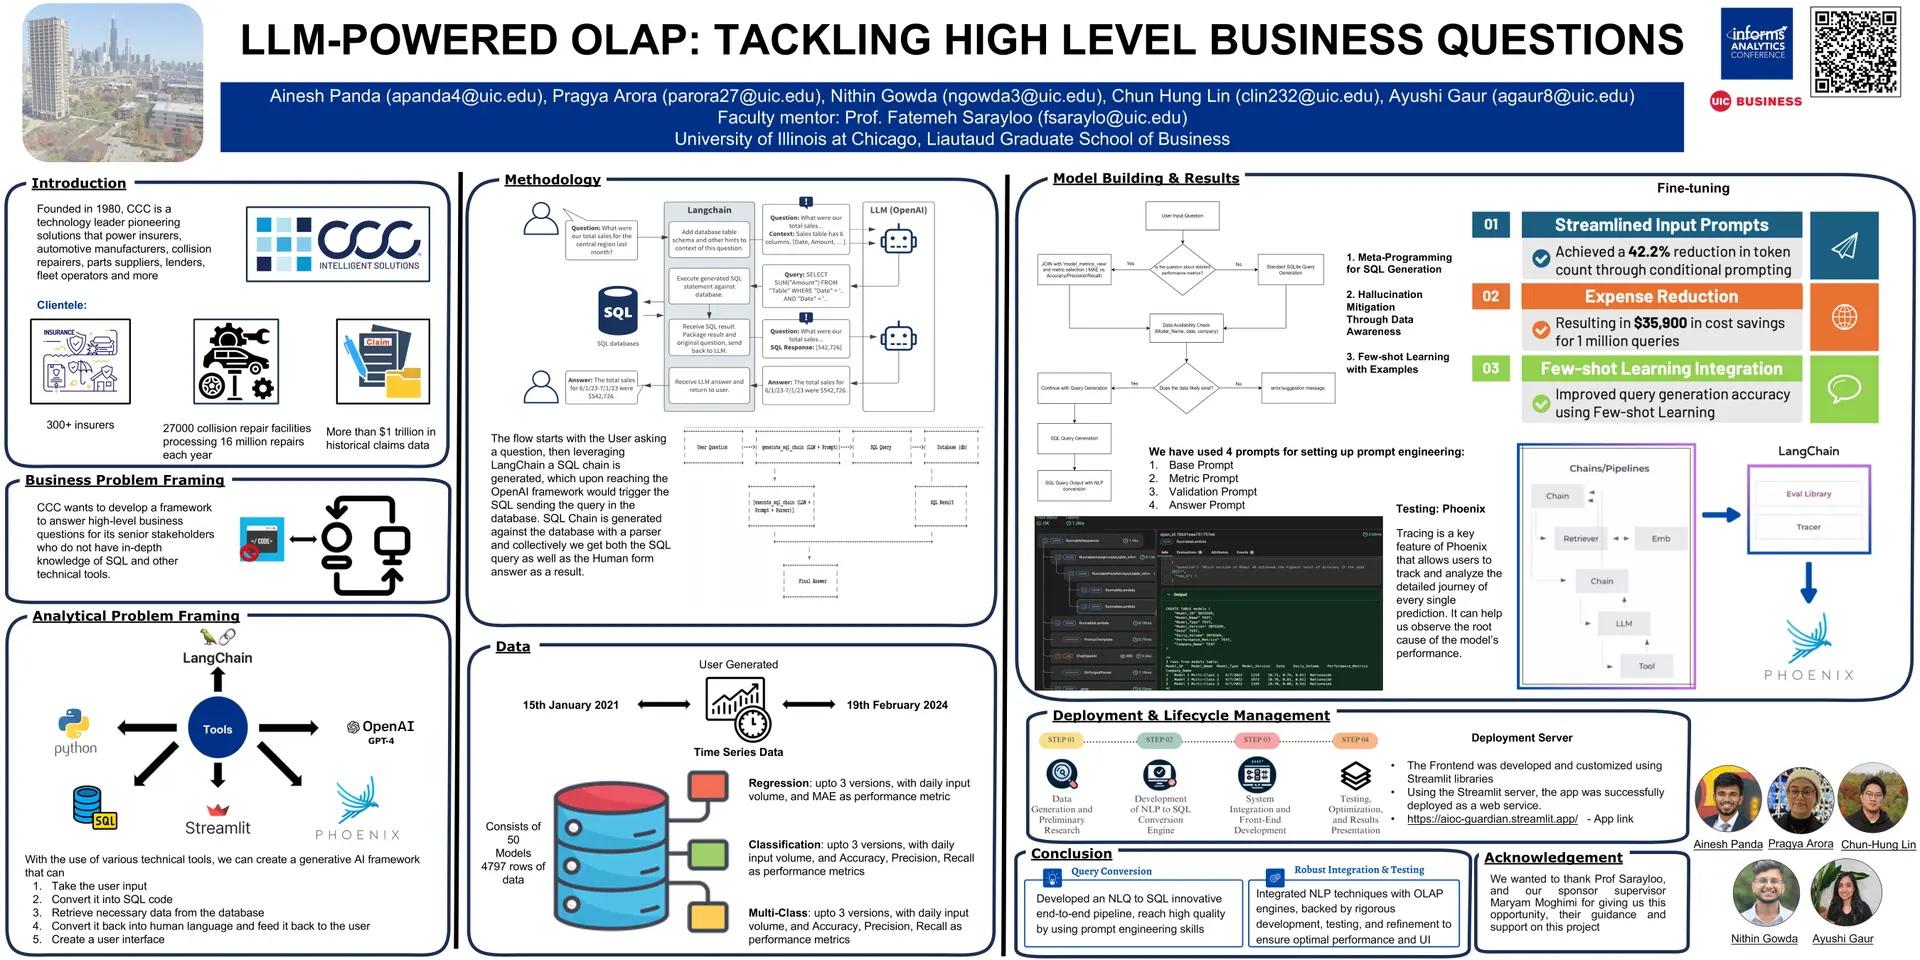 LLM-POWERED OLAP: TACKLING HIGH LEVEL BUSINESS QUESTIONS
Ainesh Panda (apanda4@uic.edu), Pragya Arora (parora27@uic.edu), Nithin Gowda (ngowda3@uic.edu), Chun Hung Lin (clin232@uic.edu), Ayushi Gaur (agaur8@uic.edu)
Faculty mentor: Prof. Fatemeh Sarayloo (fsaraylo@uic.edu)
University of Illinois at Chicago, Liautaud Graduate School of Business
informs
ANALYTICS
CONFERENCE
UIC BUSINESS
Introduction
Founded in 1980, CCC is a
technology leader pioneering
solutions that power insurers,
automotive manufacturers, collision
repairers, parts suppliers, lenders,
fleet operators and more
CCC
INTELLIGENT SOLUTIONS
Clientele:
INSURANCE
Claim
300+ insurers
27000 collision repair facilities
processing 16 million repairs
each year
More than $1 trillion in
historical claims data
Business Problem Framing
CCC wants to develop a framework
to answer high-level business
questions for its senior stakeholders
who do not have in-depth
knowledge of SQL and other
technical tools.
</ CODE>
Analytical Problem Framing
LangChain
python
Tools
OpenAI
GPT-4
SQL
Streamlit
PHOENIX
With the use of various technical tools, we can create a generative AI framework
that can
1. Take the user input
2. Convert it into SQL code
3. Retrieve necessary data from the database
4. Convert it back into human language and feed it back to the user
5. Create a user interface
Methodology
Langchain
LLM (OpenAI)
Question: What were
our total sales for the
central region last
month?
Add database table
schema and other hints to
context of this question.
Question: What were our
total sales...
Context: Sales table has 6
columns, [Date, Amount, ... ].
Execute generated SQL
statement against
database.
Query: SELECT
SUM("Amount") FROM
"Table" WHERE "Date" > '..
AND "Date" < '...
SQL
SQL databases
Receive SQL result.
Package result and
original question, send
back to LLM.
Question: What were our
total sales...
SQL Response: [542,726]
Answer: The total sales
for 6/1/23-7/1/23 were
$542,726.
Receive LLM answer and
return to user.
Answer: The total sales for
6/1/23-7/1/23 were $542,726.
The flow starts with the User asking
a question, then leveraging
LangChain a SQL chain is
generated, which upon reaching the
OpenAI framework would trigger the
SQL sending the query in the
database. SQL Chain is generated
against the database with a parser
and collectively we get both the SQL
query as well as the Human form
answer as a result.
User Question
generate_sql_chain (LLM + Prompt)
SQL Query
Database (db)
[execute_sql_chain (LLM +
Prompt + Parser)]
SQL Result
Final Answer
Data
User Generated
15th January 2021
19th February 2024
Time Series Data
Consists of
50
Models
4797 rows of
data
Regression: upto 3 versions, with daily input
volume, and MAE as performance metric
Classification: upto 3 versions, with daily
input volume, and Accuracy, Precision, Recall
as performance metrics
Multi-Class: upto 3 versions, with daily input
volume, and Accuracy, Precision, Recall as
performance metrics
Model Building & Results
User Input Question
Is the question about detailed
performance metrics?
Yes
No
JOIN with 'model_metrics_view'
and metric selection ( MAE vs.
Accuracy/Precision/Recall)
Standard SQLite Query
Generation
Data Availability Check
(Model_Name, date, company)
Does the data likely exist?
Yes
No
Continue with Query Generation
error/suggestion message.
SQL Query Generation
SQL Query Output with NLP
conversion
1. Meta-Programming
for SQL Generation
2. Hallucination
Mitigation
Through Data
Awareness
3. Few-shot Learning
with Examples
Fine-tuning
01
Streamlined Input Prompts
Achieved a 42.2% reduction in token
count through conditional prompting
02
Expense Reduction
Resulting in $35,900 in cost savings
for 1 million queries
03
Few-shot Learning Integration
Improved query generation accuracy
using Few-shot Learning
We have used 4 prompts for setting up prompt engineering:
1. Base Prompt
2. Metric Prompt
3. Validation Prompt
4. Answer Prompt
Output
CREATE TABLE models (
"Model_ID" INTEGER,
"Model_Name" TEXT,
"Model_Type" TEXT,
"Model_Version" INTEGER,
"Date" TEXT,
"Daily_Volume" INTEGER,
"Performance_Metrics" TEXT,
"Company_Name" TEXT
Testing: Phoenix
Tracing is a key
feature of Phoenix
that allows users to
track and analyze the
detailed journey of
every single
prediction. It can help
us observe the root
cause of the model's
performance.
Chains/Pipelines
Chain
Retriever
Emb
Chain
LLM
Tool
LangChain
Eval Library
Tracer
PHOENIX
Deployment & Lifecycle Management
STEP 01
STEP 02
STEP 03
STEP 04
Data
Generation and
Preliminary
Research
Development
of NLP to SQL
Conversion
Engine
System
Integration and
Front-End
Development
Testing,
Optimization,
and Results
Presentation
Deployment Server
• The Frontend was developed and customized using
Streamlit libraries
• Using the Streamlit server, the app was successfully
deployed as a web service.
• https://aioc-guardian.streamlit.app/ - App link
Conclusion
Query Conversion
Developed an NLQ to SQL innovative
end-to-end pipeline, reach high quality
by using prompt engineering skills
Robust Integration & Testing
Integrated NLP techniques with OLAP
engines, backed by rigorous
development, testing, and refinement to
ensure optimal performance and UI
Acknowledgement
We wanted to thank Prof Sarayloo,
and our sponsor supervisor
Maryam Moghimi for giving us this
opportunity, their guidance and
support on this project
Ainesh Panda
Pragya Arora
Chun-Hung Lin
Nithin Gowda
Ayushi Gaur